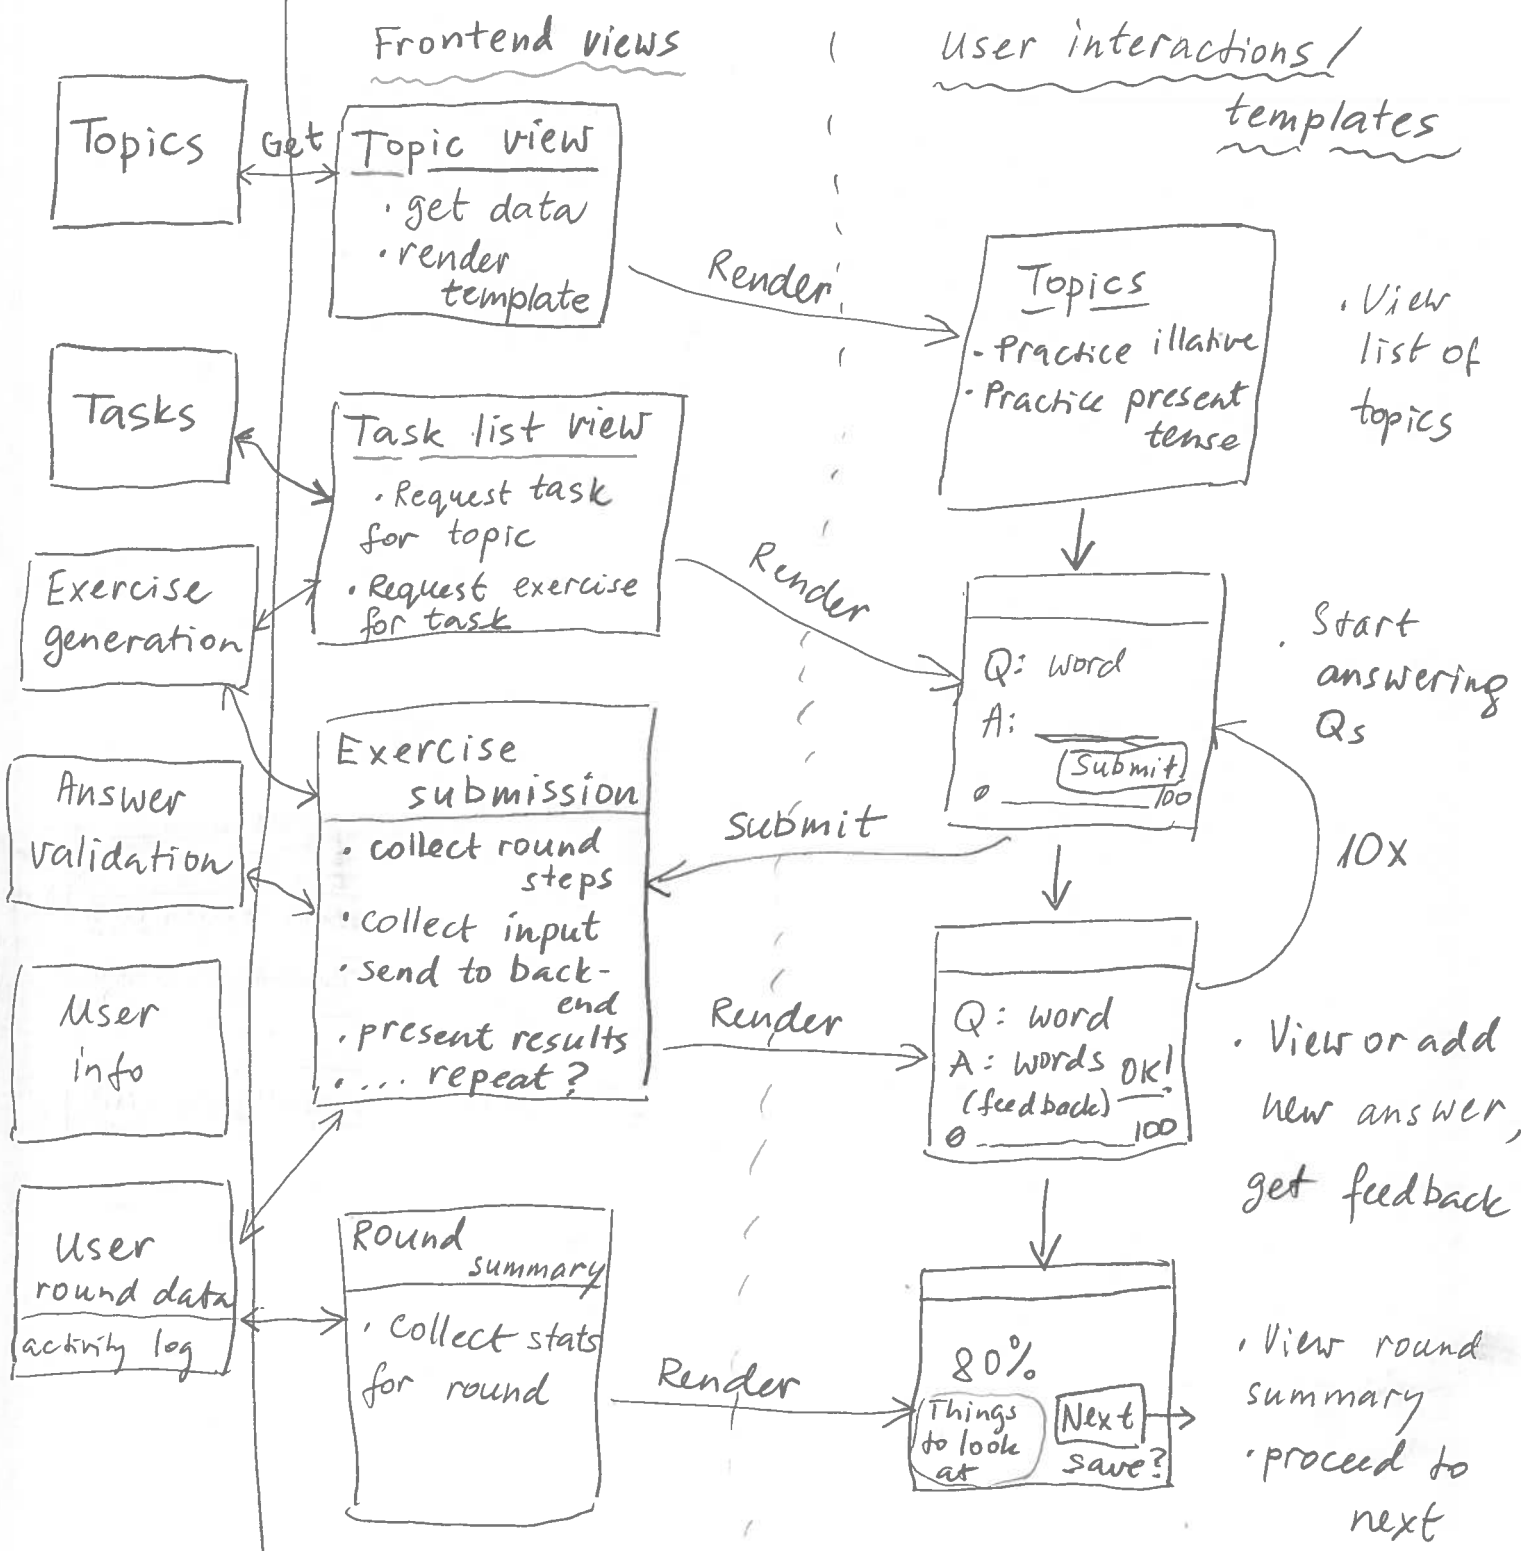 Frontend views
User interactions /
templates
Topics
Get
Topic view
· get data
· render
template
Render
Topics
· Practice illative
· Practice present
tense
· View
list of
topics
Tasks
Task list view
· Request task
for topic
· Request exercise
for task
Render
Exercise
generation
Q: word
A:
Submit
0
100
· Start
answering
Qs
Exercise
submission
· collect round
steps
· collect input
· send to back-
end
· present results
· .... repeat?
Submit
10x
Answer
validation
Render
Q: word
A: words OK!
(feedback)
0
100
· View or add
new answer,
get feedback
User
info
User
round data
activity log
Round
summary
· Collect stats
for round
Render
80%
Things
to look
at
Next
save?
· View round
summary
· proceed to
next